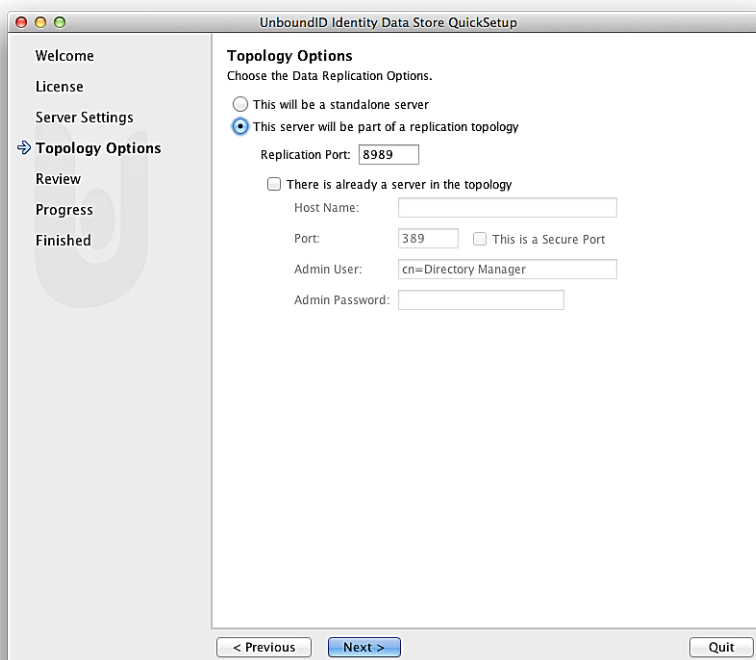 UnboundID Identity Data Store QuickSetup
Welcome
License
Server Settings
Topology Options
Review
Progress
Finished
Topology Options
Choose the Data Replication Options.
This will be a standalone server
This server will be part of a replication topology
Replication Port: 8989
There is already a server in the topology
Host Name:
Port: 389 This is a Secure Port
Admin User: cn=Directory Manager
Admin Password:
< Previous Next > Quit